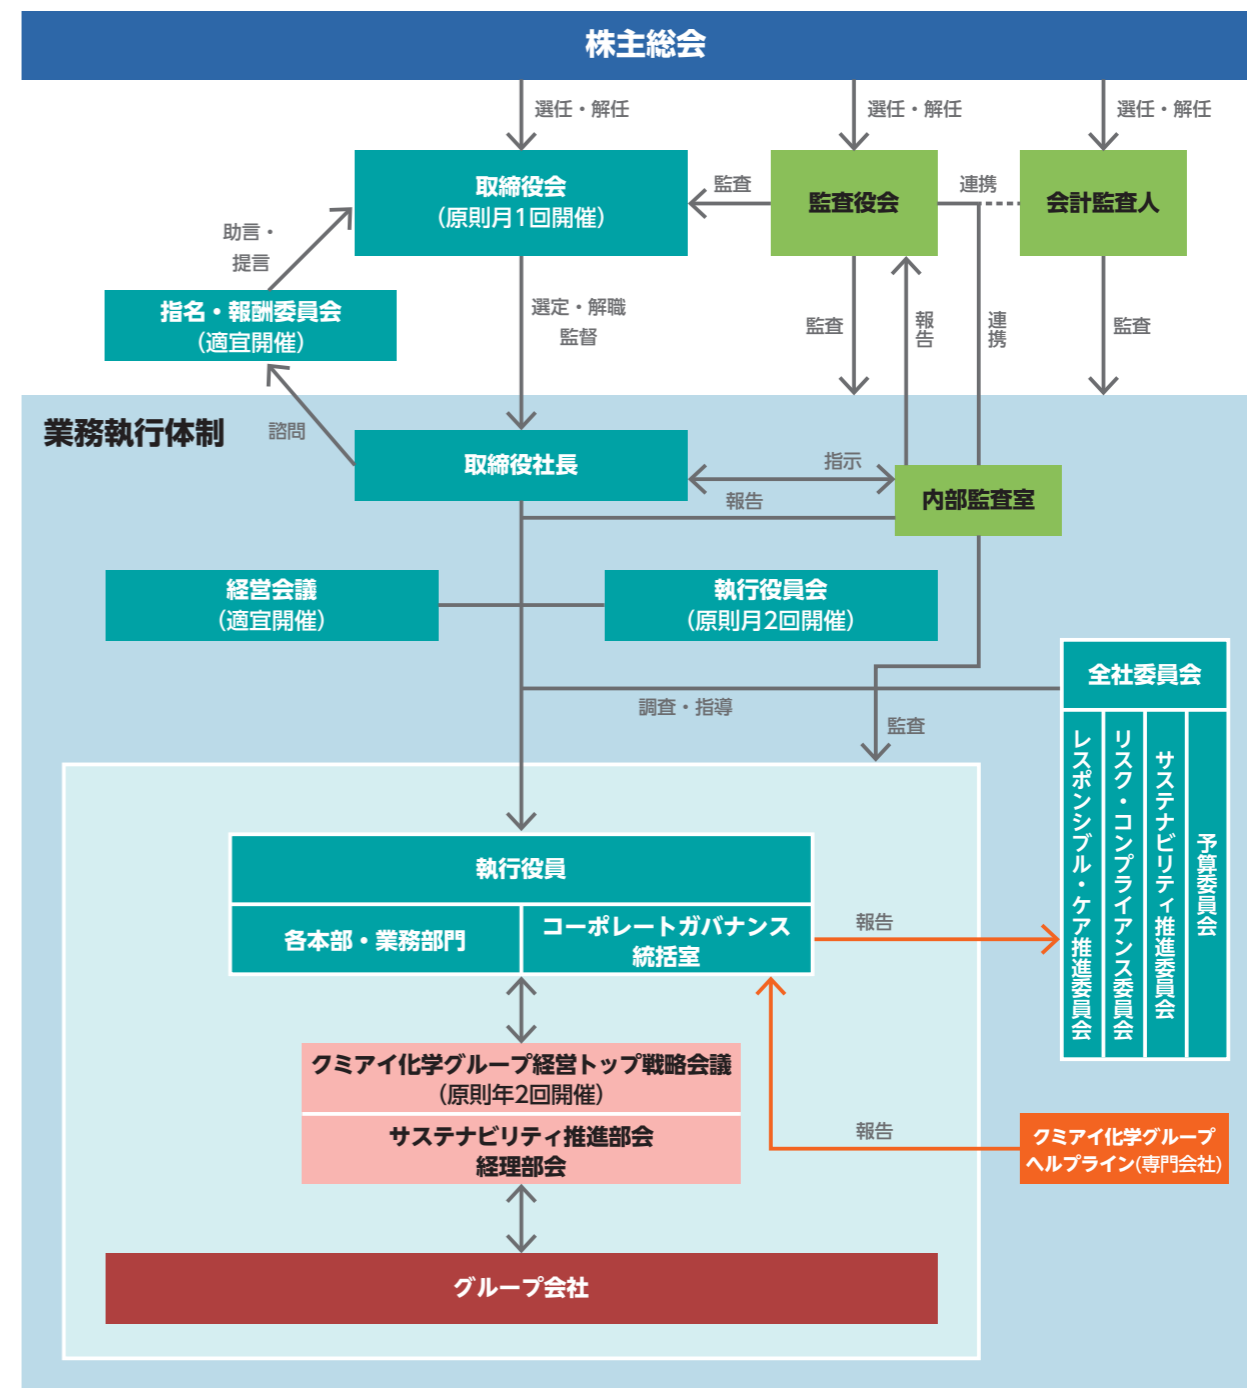 株主総会
選任・解任
選任・解任
選任・解任
取締役会
（原則月1回開催）
監査
監査役会
連携
会計監査人
助言・
提言
指名・報酬委員会
（適宜開催）
選定・解職
監督
監査
報告
連携
監査
業務執行体制
諮問
取締役社長
指示
報告
内部監査室
経営会議
（適宜開催）
執行役員会
（原則月2回開催）
全社委員会
調査・指導
監査
レスポンシブル・ケア推進委員会
リスク・コンプライアンス委員会
サステナビリティ推進委員会
予算委員会
執行役員
各本部・業務部門
コーポレートガバナンス
統括室
報告
クミアイ化学グループ経営トップ戦略会議
（原則年2回開催）
サステナビリティ推進部会
経理部会
報告
クミアイ化学グループ
ヘルプライン(専門会社)
グループ会社